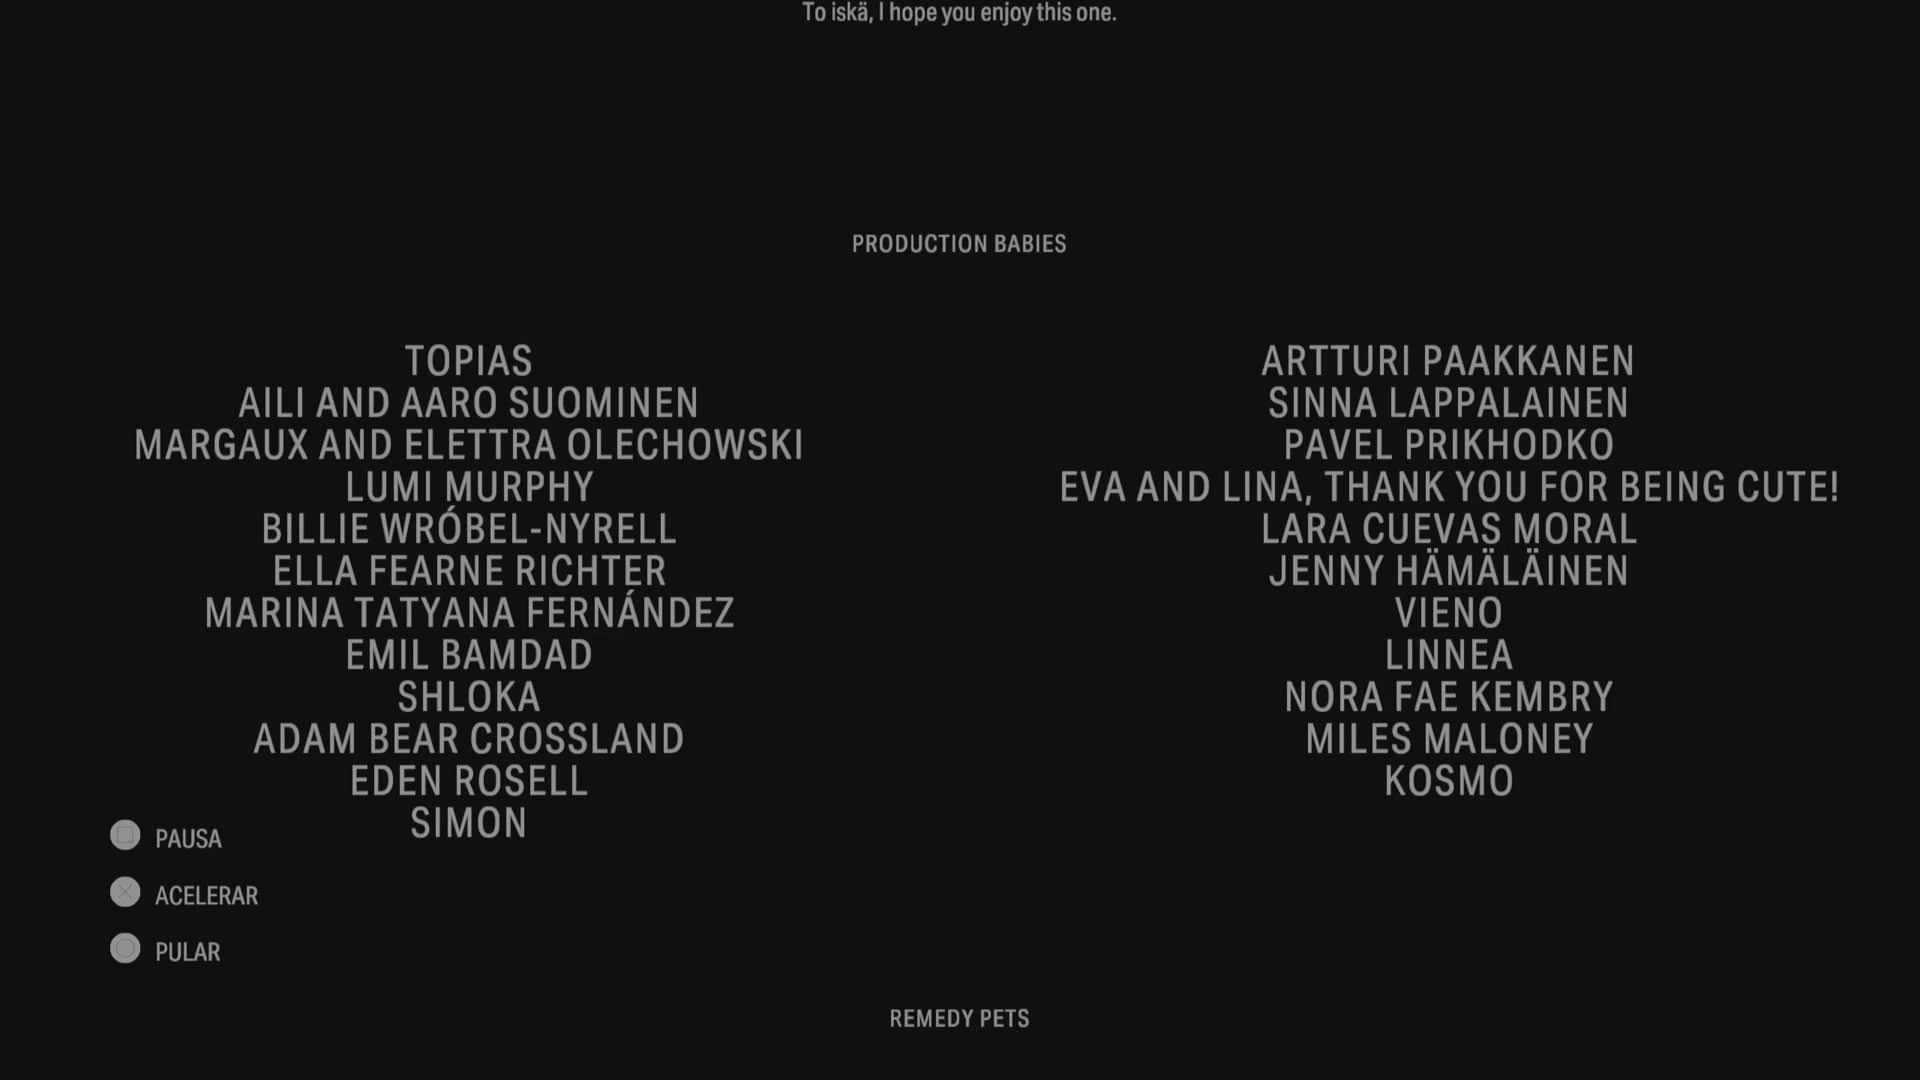 To iskä, I hope you enjoy this one.
PRODUCTION BABIES
TOPIAS
AILI AND AARO SUOMINEN
MARGAUX AND ELETTRA OLECHOWSKI
LUMI MURPHY
BILLIE WRÓBEL-NYRELL
ELLA FEARNE RICHTER
MARINA TATYANA FERNÁNDEZ
EMIL BAMDAD
SHLOKA
ADAM BEAR CROSSLAND
EDEN ROSELL
SIMON
ARTTURI PAAKKANEN
SINNA LAPPALAINEN
PAVEL PRIKHODKO
EVA AND LINA, THANK YOU FOR BEING CUTE!
LARA CUEVAS MORAL
JENNY HÄMÄLÄINEN
VIENO
LINNEA
NORA FAE KEMBRY
MILES MALONEY
KOSMO
PAUSA
ACELERAR
PULAR
REMEDY PETS